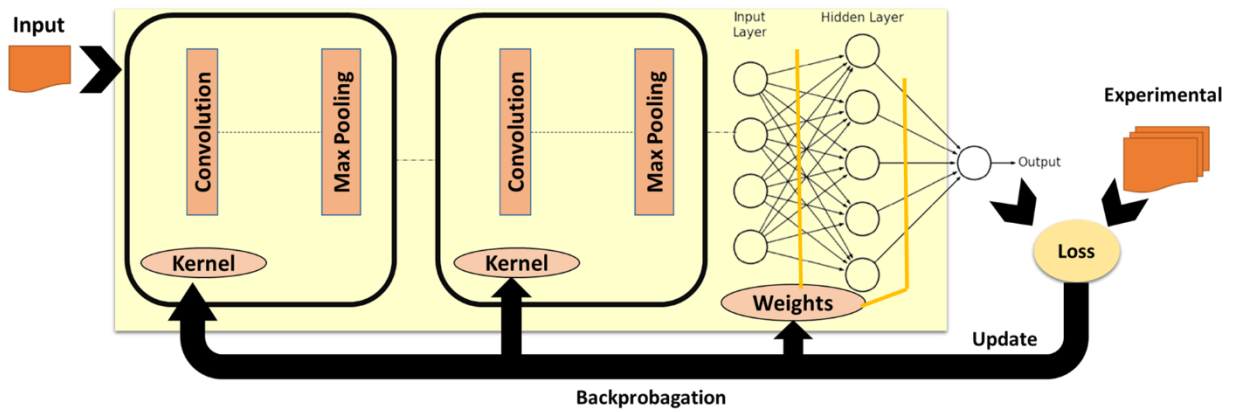 Input
Convolution
Max Pooling
Kernel
Convolution
Max Pooling
Kernel
Input
Layer
Hidden Layer
Weights
Output
Experimental
Loss
Update
Backprobagation